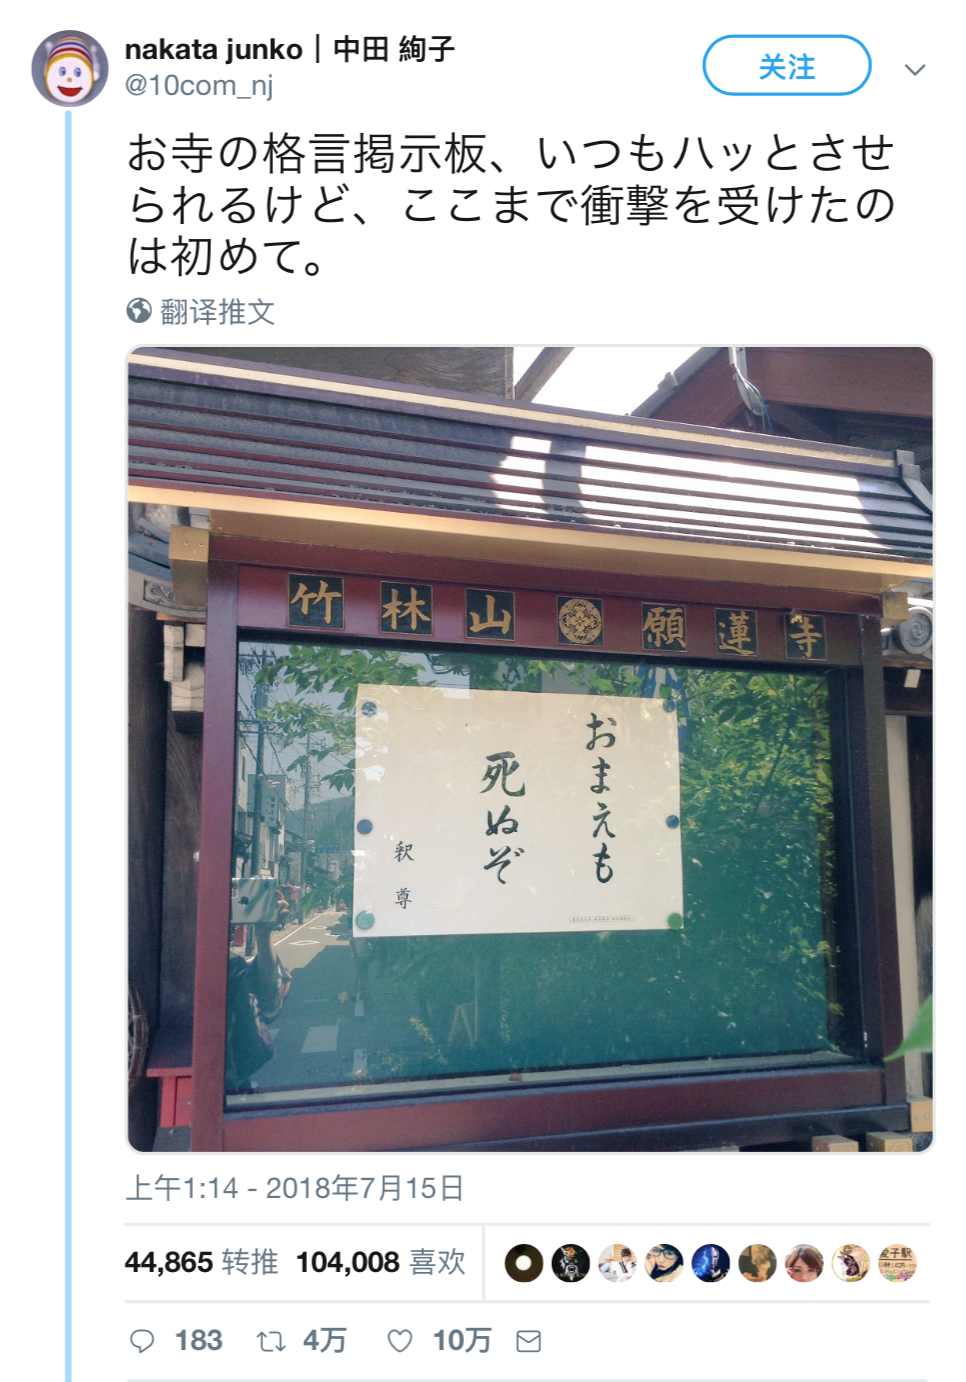 nakata junko｜中田 絢子
@10com_nj
关注
お寺の格言掲示板、いつもハッとさせ
られるけど、ここまで衝撃を受けたの
は初めて。
翻译推文
竹林山 願蓮寺
おまえも
死ぬぞ
釈尊
上午1:14 - 2018年7月15日
44,865 转推 104,008 喜欢
183 4万 10万